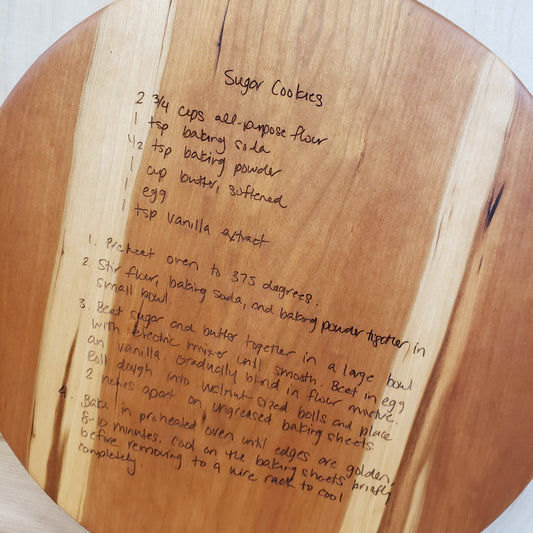 Sugar Cookies
2 3/4 cups all-purpose flour
1 tsp baking soda
1/2 tsp baking powder
1 cup butter, softened
1 egg
1 tsp vanilla extract
1. Preheat oven to 375 degrees.
2. Stir flour, baking soda, and baking powder together in
small bowl.
3. Beat sugar and butter together in a large bowl
with electric mixer until smooth. Beat in egg
an vanilla. Gradually blend in flour mixture.
Roll dough into walnut-sized balls and place
2 inches apart on ungreased baking sheets.
4. Bake in preheated oven until edges are golden,
8-10 minutes. Cool on the baking sheets briefly
before removing to a wire rack to cool
completely.